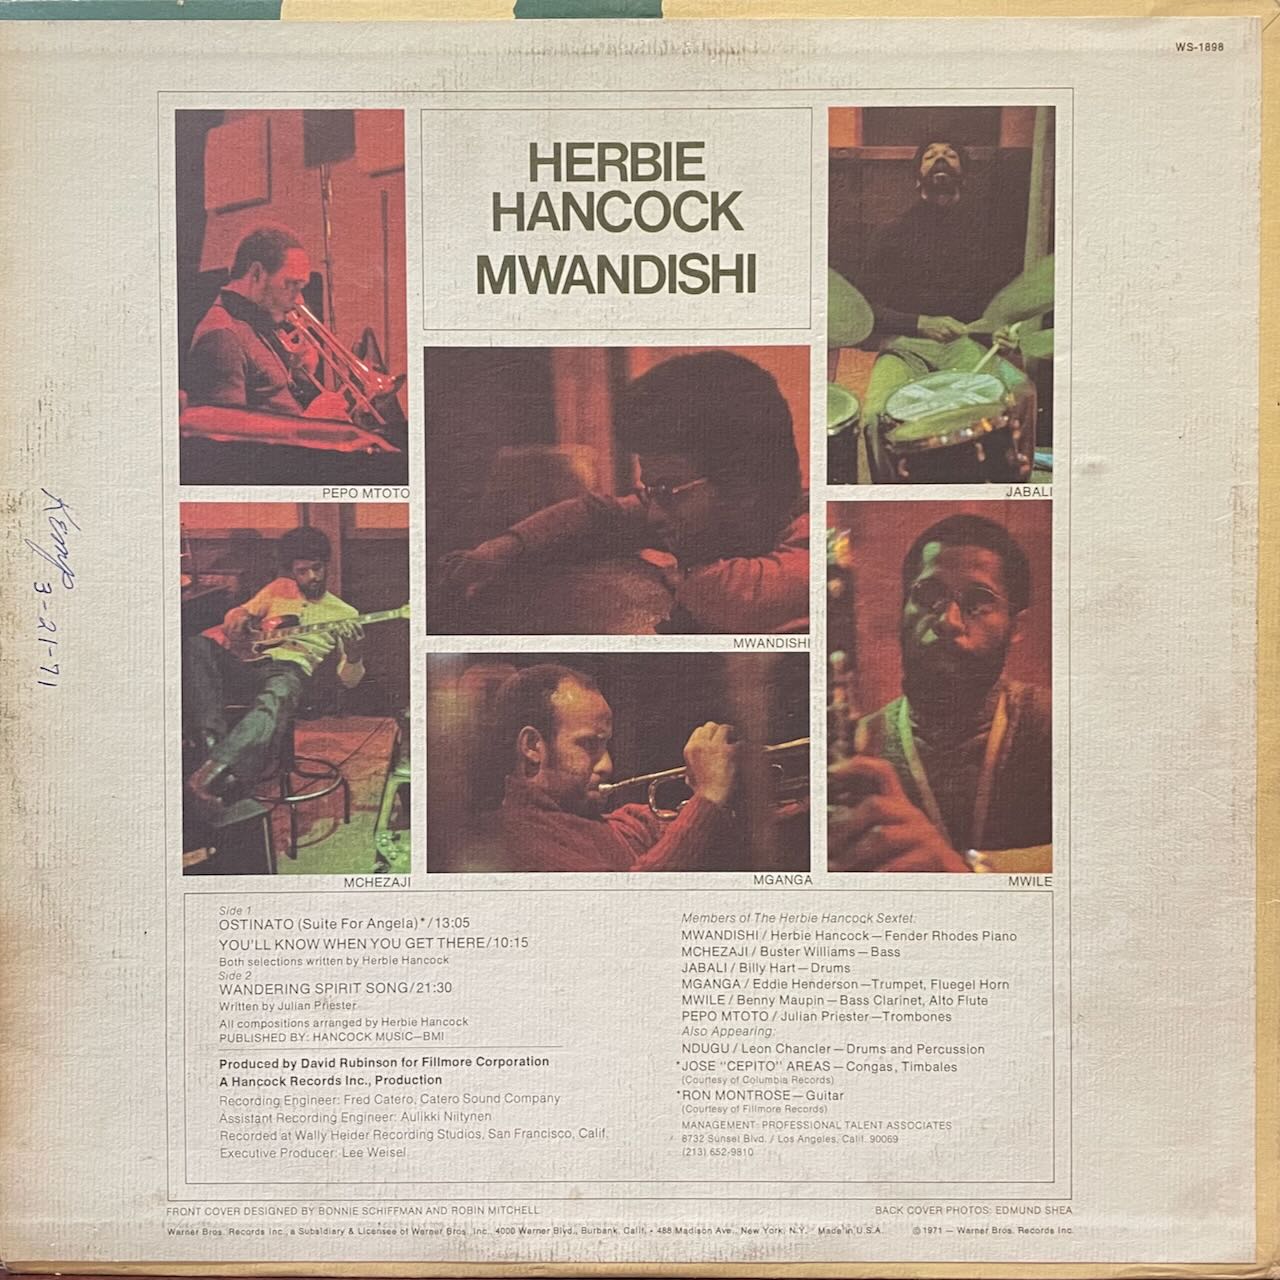 WS-1898
HERBIE
HANCOCK
MWANDISHI
PEPO MTOTO
JABALI
MWANDISHI
MCHEZAJI
MGANGA
MWILE
3-21-71
Side 1
OSTINATO (Suite For Angela)*/13:05
YOU'LL KNOW WHEN YOU GET THERE/10:15
Both selections written by Herbie Hancock
Side 2
WANDERING SPIRIT SONG/21:30
Written by Julian Priester
All compositions arranged by Herbie Hancock
PUBLISHED BY: HANCOCK MUSIC—BMI
Produced by David Rubinson for Fillmore Corporation
A Hancock Records Inc., Production
Recording Engineer: Fred Catero, Catero Sound Company
Assistant Recording Engineer: Aulikki Niitynen
Recorded at Wally Heider Recording Studios, San Francisco, Calif.
Executive Producer: Lee Weisel
Members of The Herbie Hancock Sextet:
MWANDISHI / Herbie Hancock—Fender Rhodes Piano
MCHEZAJI / Buster Williams—Bass
JABALI / Billy Hart—Drums
MGANGA / Eddie Henderson—Trumpet, Fluegel Horn
MWILE / Benny Maupin—Bass Clarinet, Alto Flute
PEPO MTOTO / Julian Priester—Trombones
Also Appearing:
NDUGU / Leon Chancler—Drums and Percussion
*JOSE "CEPITO" AREAS—Congas, Timbales
(Courtesy of Columbia Records)
*RON MONTROSE—Guitar
(Courtesy of Fillmore Records)
MANAGEMENT: PROFESSIONAL TALENT ASSOCIATES
8732 Sunset Blvd. / Los Angeles, Calif. 90069
(213) 652-9810
FRONT COVER DESIGNED BY BONNIE SCHIFFMAN AND ROBIN MITCHELL
BACK COVER PHOTOS: EDMUND SHEA
Warner Bros. Records Inc., a Subsidiary & Licensee of Warner Bros. Inc., 4000 Warner Blvd., Burbank, Calif. • 488 Madison Ave., New York, N.Y. Made in U.S.A. ©1971 — Warner Bros. Records Inc.